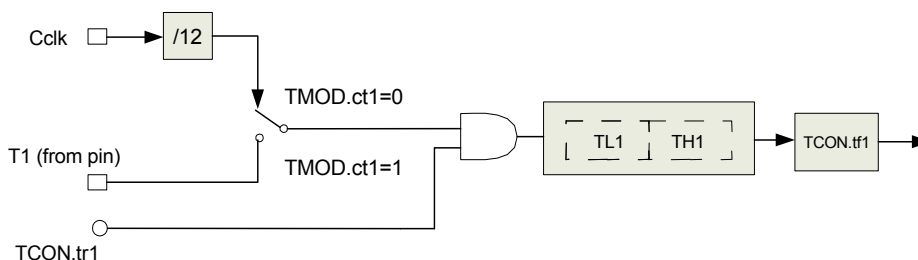 Cclk
/12
TMOD.ct1=0
T1 (from pin)
TMOD.ct1=1
TL1
TH1
TCON.tf1
TCON.tr1